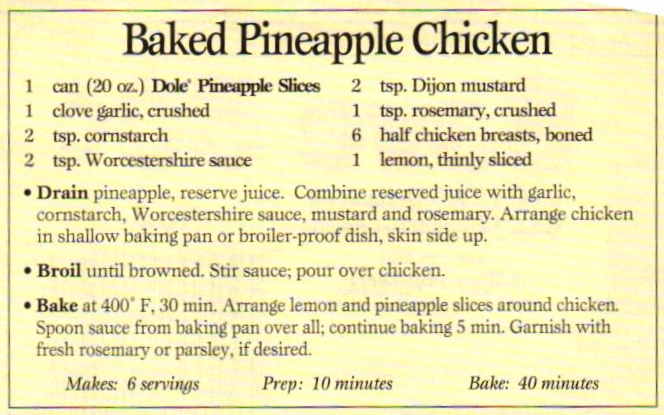 Baked Pineapple Chicken
1 can (20 oz.) Dole® Pineapple Slices
1 clove garlic, crushed
2 tsp. cornstarch
2 tsp. Worcestershire sauce
2 tsp. Dijon mustard
1 tsp. rosemary, crushed
6 half chicken breasts, boned
1 lemon, thinly sliced
• Drain pineapple, reserve juice. Combine reserved juice with garlic,
cornstarch, Worcestershire sauce, mustard and rosemary. Arrange chicken
in shallow baking pan or broiler-proof dish, skin side up.
• Broil until browned. Stir sauce; pour over chicken.
• Bake at 400° F, 30 min. Arrange lemon and pineapple slices around chicken.
Spoon sauce from baking pan over all; continue baking 5 min. Garnish with
fresh rosemary or parsley, if desired.
Makes: 6 servings Prep: 10 minutes Bake: 40 minutes